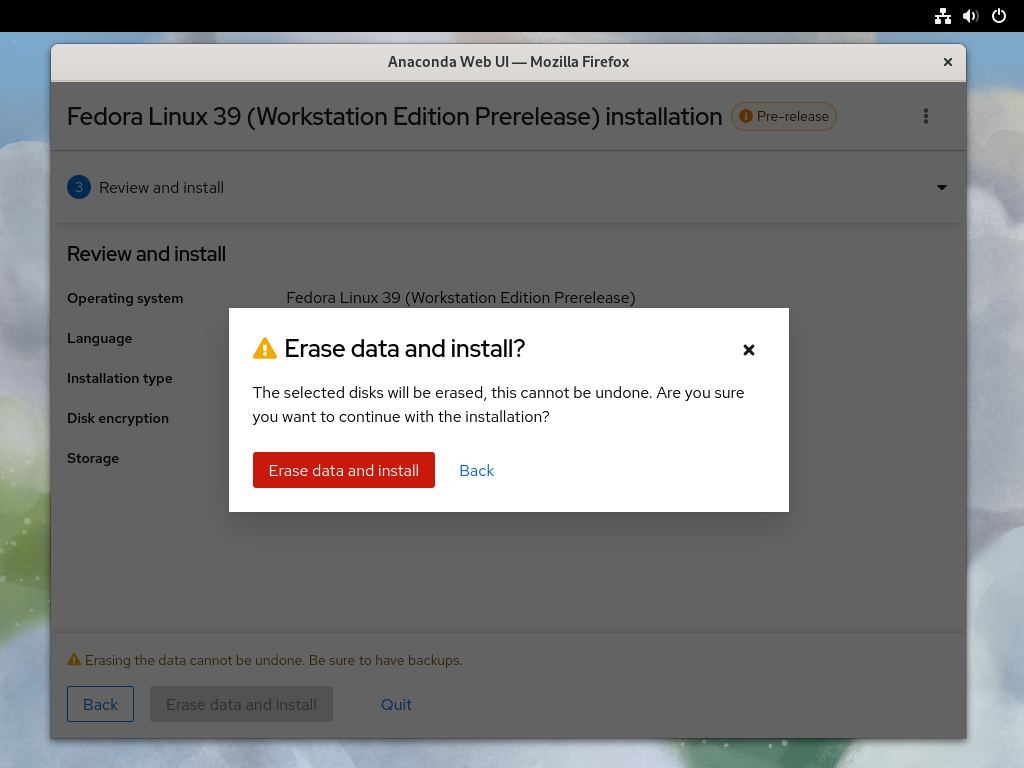 Anaconda Web UI — Mozilla Firefox
Fedora Linux 39 (Workstation Edition Prerelease) installation
Pre-release
3 Review and install
Review and install
Operating system Fedora Linux 39 (Workstation Edition Prerelease)
Language
Installation type
Disk encryption
Storage
Erase data and install?
The selected disks will be erased, this cannot be undone. Are you sure
you want to continue with the installation?
Erase data and install Back
Erasing the data cannot be undone. Be sure to have backups.
Back Erase data and install Quit